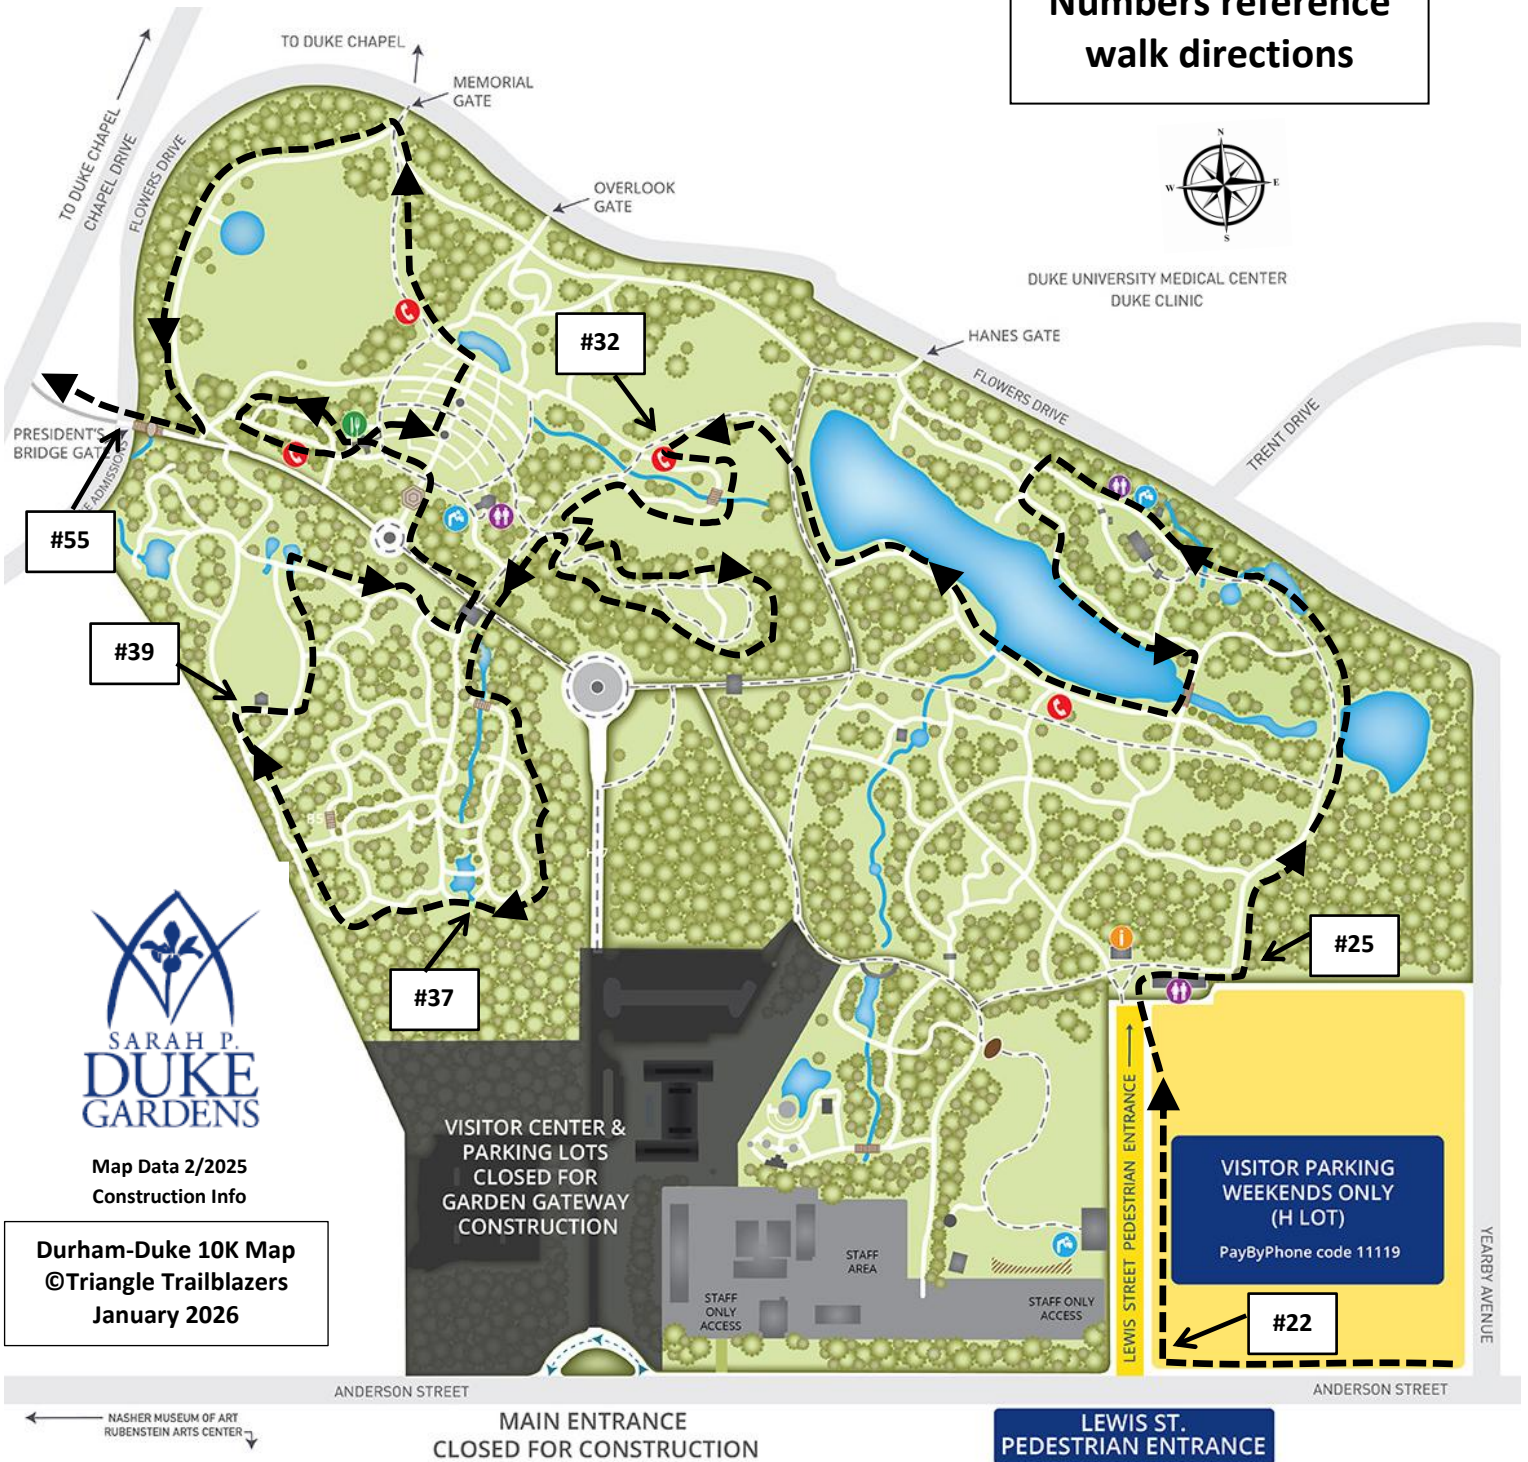 Numbers reference
walk directions
TO DUKE CHAPEL
MEMORIAL
GATE
TO DUKE CHAPEL
CHAPEL DRIVE
FLOWERS DRIVE
OVERLOOK
GATE
N
W
E
S
DUKE UNIVERSITY MEDICAL CENTER
DUKE CLINIC
HANES GATE
FLOWERS DRIVE
TRENT DRIVE
#32
PRESIDENT'S
BRIDGE GATE
ADMISSIONS
#55
#39
#37
#25
i
SARAH P.
DUKE
GARDENS
Map Data 2/2025
Construction Info
Durham-Duke 10K Map
©Triangle Trailblazers
January 2026
VISITOR CENTER &
PARKING LOTS
CLOSED FOR
GARDEN GATEWAY
CONSTRUCTION
STAFF
AREA
STAFF
ONLY
ACCESS
STAFF ONLY
ACCESS
LEWIS STREET PEDESTRIAN ENTRANCE
VISITOR PARKING
WEEKENDS ONLY
(H LOT)
PayByPhone code 11119
#22
YEARBY AVENUE
ANDERSON STREET
ANDERSON STREET
NASHER MUSEUM OF ART
RUBENSTEIN ARTS CENTER
MAIN ENTRANCE
CLOSED FOR CONSTRUCTION
LEWIS ST.
PEDESTRIAN ENTRANCE